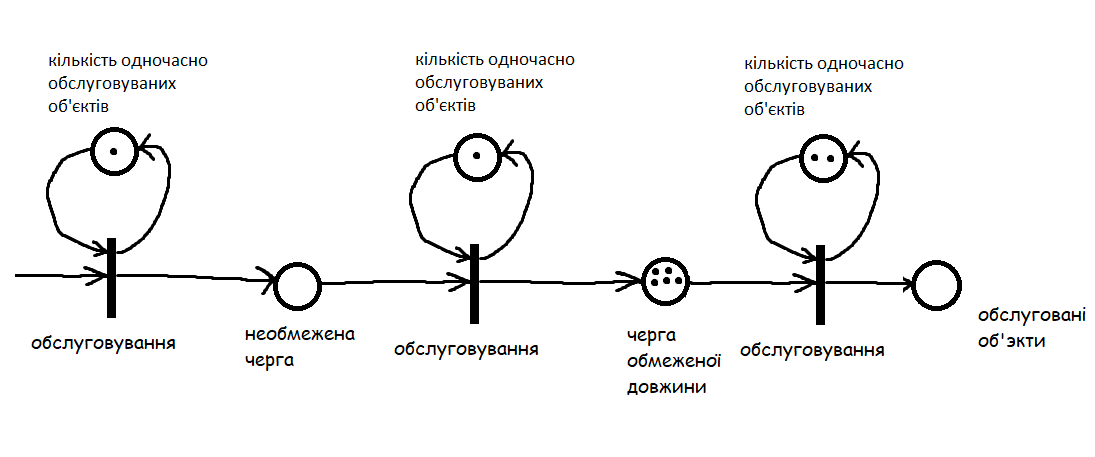 кількість одночасно
обслуговуваних
об'єктів
кількість одночасно
обслуговуваних
об'єктів
кількість одночасно
обслуговуваних
об'єктів
обслуговування
необмежена
черга
обслуговування
черга
обмеженої
довжини
обслуговування
обслуговані
об'экти